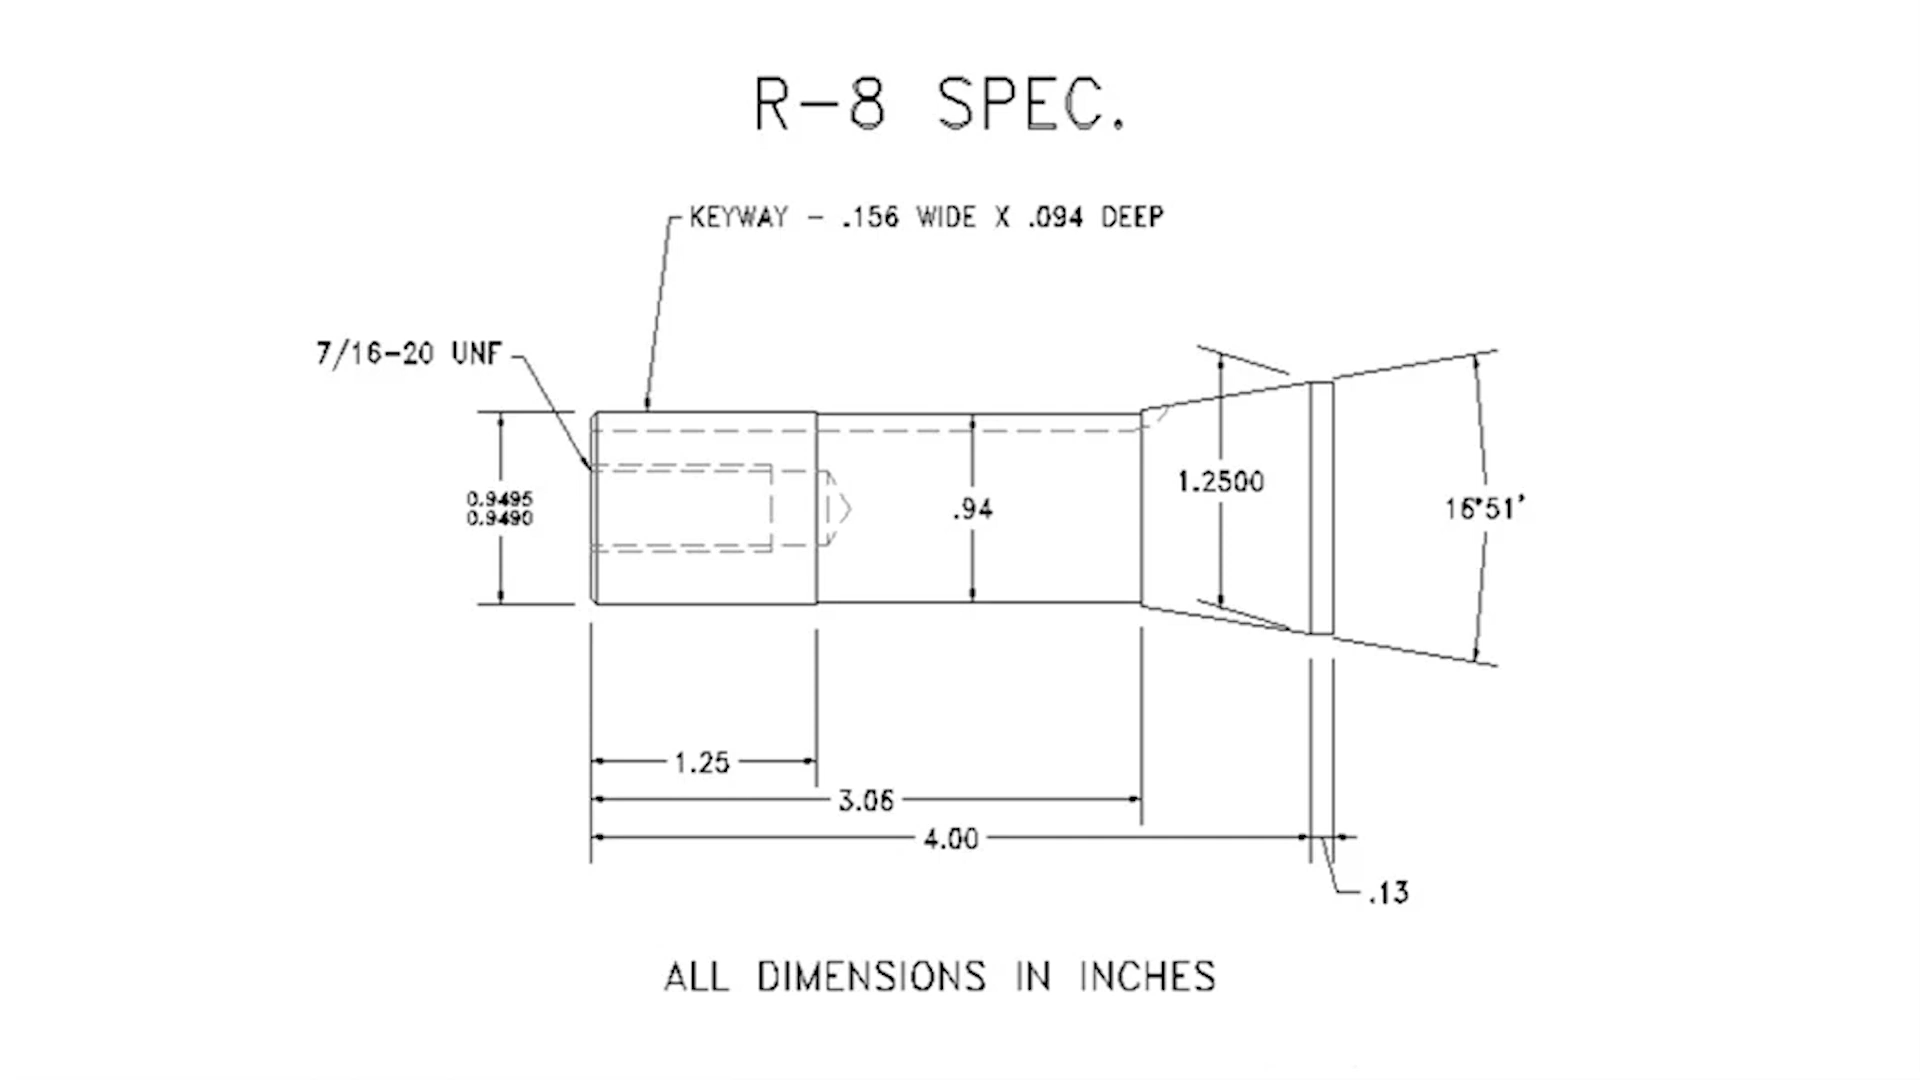 R-8 SPEC.
KEYWAY - .156 WIDE X .094 DEEP
7/16-20 UNF
0.9495
0.9490
.94
1.2500
16°51'
1.25
3.06
4.00
.13
ALL DIMENSIONS IN INCHES